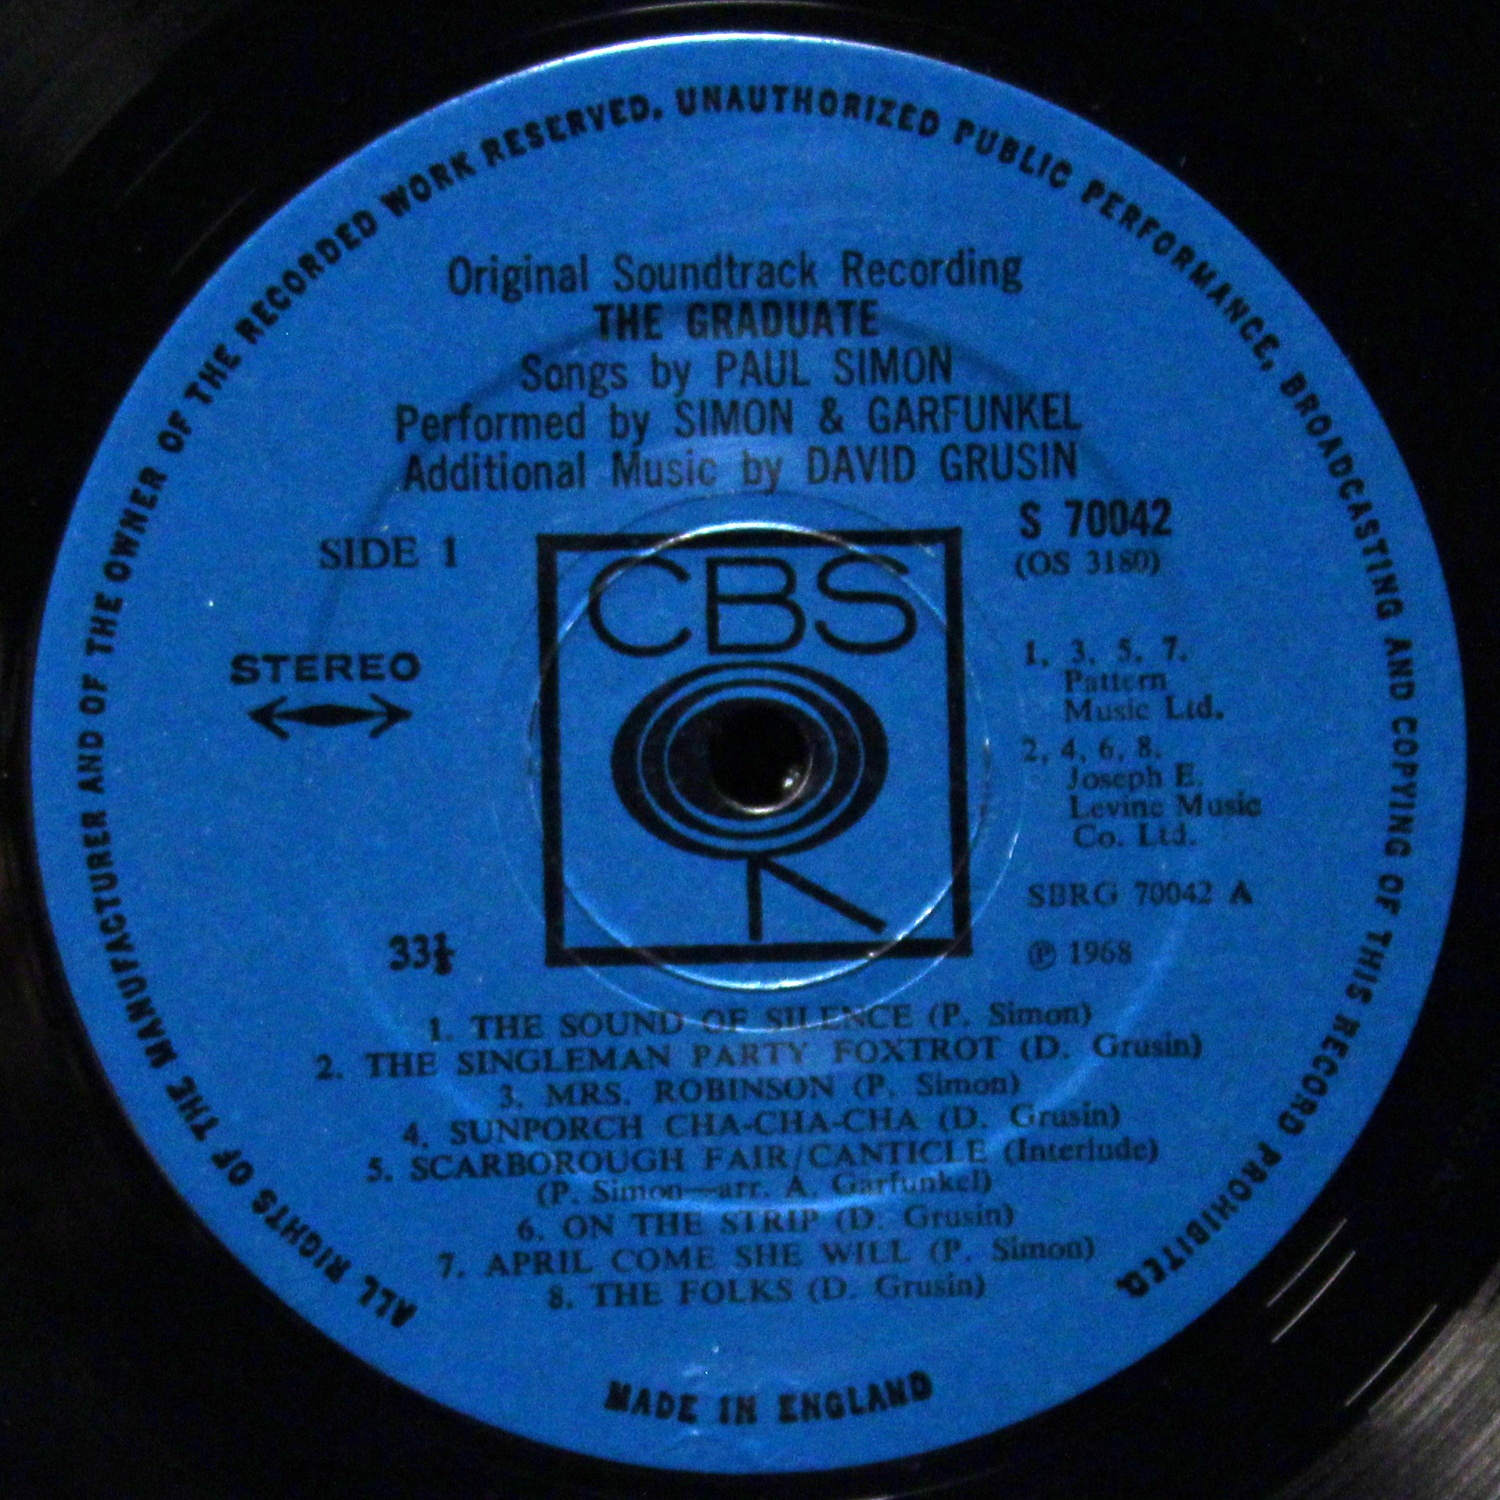 ALL RIGHTS OF THE MANUFACTURER AND OF THE OWNER OF THE RECORDED WORK RESERVED. UNAUTHORIZED PUBLIC PERFORMANCE, BROADCASTING AND COPYING OF THIS RECORD PROHIBITED.
Original Soundtrack Recording
THE GRADUATE
Songs by PAUL SIMON
Performed by SIMON & GARFUNKEL
Additional Music by DAVID GRUSIN
SIDE 1
STEREO
33⅓
CBS
S 70042
(OS 3180)
1, 3, 5, 7.
Pattern
Music Ltd.
2, 4, 6, 8.
Joseph E.
Levine Music
Co. Ltd.
SBRG 70042 A
℗ 1968
1. THE SOUND OF SILENCE (P. Simon)
2. THE SINGLEMAN PARTY FOXTROT (D. Grusin)
3. MRS. ROBINSON (P. Simon)
4. SUNPORCH CHA-CHA-CHA (D. Grusin)
5. SCARBOROUGH FAIR/CANTICLE (Interlude)
(P. Simon—arr. A. Garfunkel)
6. ON THE STRIP (D. Grusin)
7. APRIL COME SHE WILL (P. Simon)
8. THE FOLKS (D. Grusin)
MADE IN ENGLAND